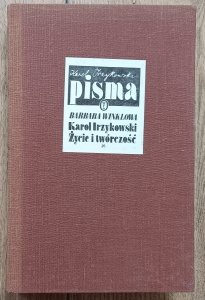 Karol Irzykowski
pisma
BARBARA WINKLOWA
Karol Irzykowski
Życie i twórczość